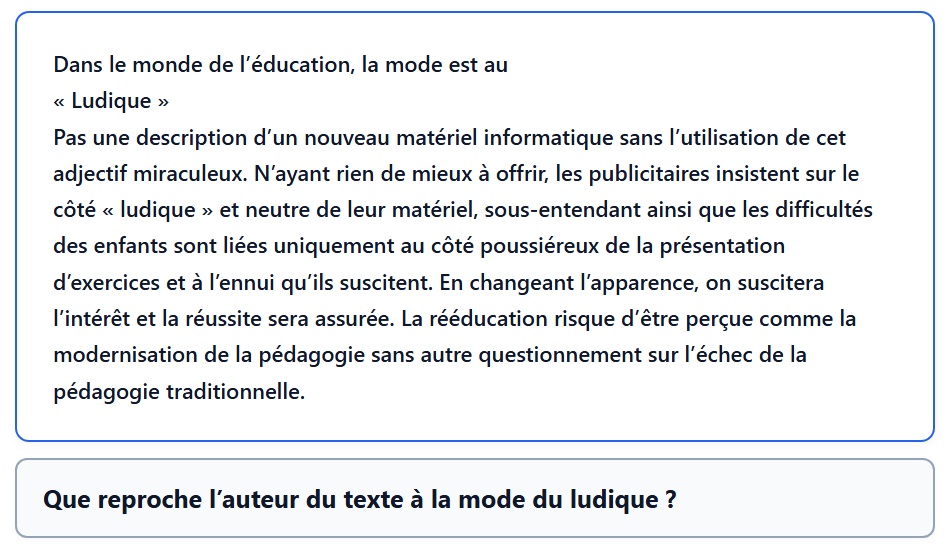 Dans le monde de l’éducation, la mode est au
« Ludique »
Pas une description d’un nouveau matériel informatique sans l’utilisation de cet
adjectif miraculeux. N’ayant rien de mieux à offrir, les publicitaires insistent sur le
côté « ludique » et neutre de leur matériel, sous-entendant ainsi que les difficultés
des enfants sont liées uniquement au côté poussiéreux de la présentation
d’exercices et à l’ennui qu’ils suscitent. En changeant l’apparence, on suscitera
l’intérêt et la réussite sera assurée. La rééducation risque d’être perçue comme la
modernisation de la pédagogie sans autre questionnement sur l’échec de la
pédagogie traditionnelle.
Que reproche l’auteur du texte à la mode du ludique ?